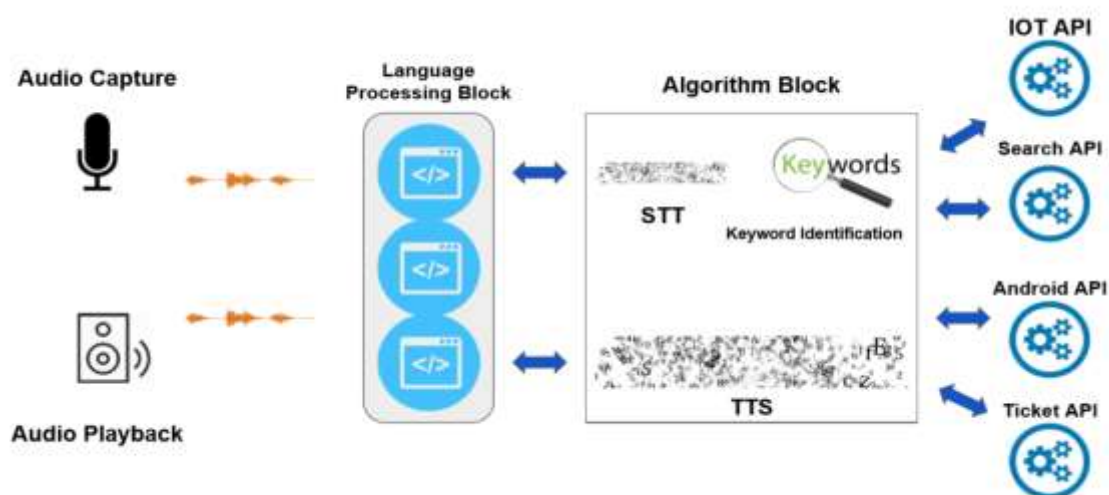 Audio Capture
Language
Processing Block
</>
</>
</>
Audio Playback
Algorithm Block
Keywords
STT
Keyword Identification
TTS
IOT API
Search API
Android API
Ticket API